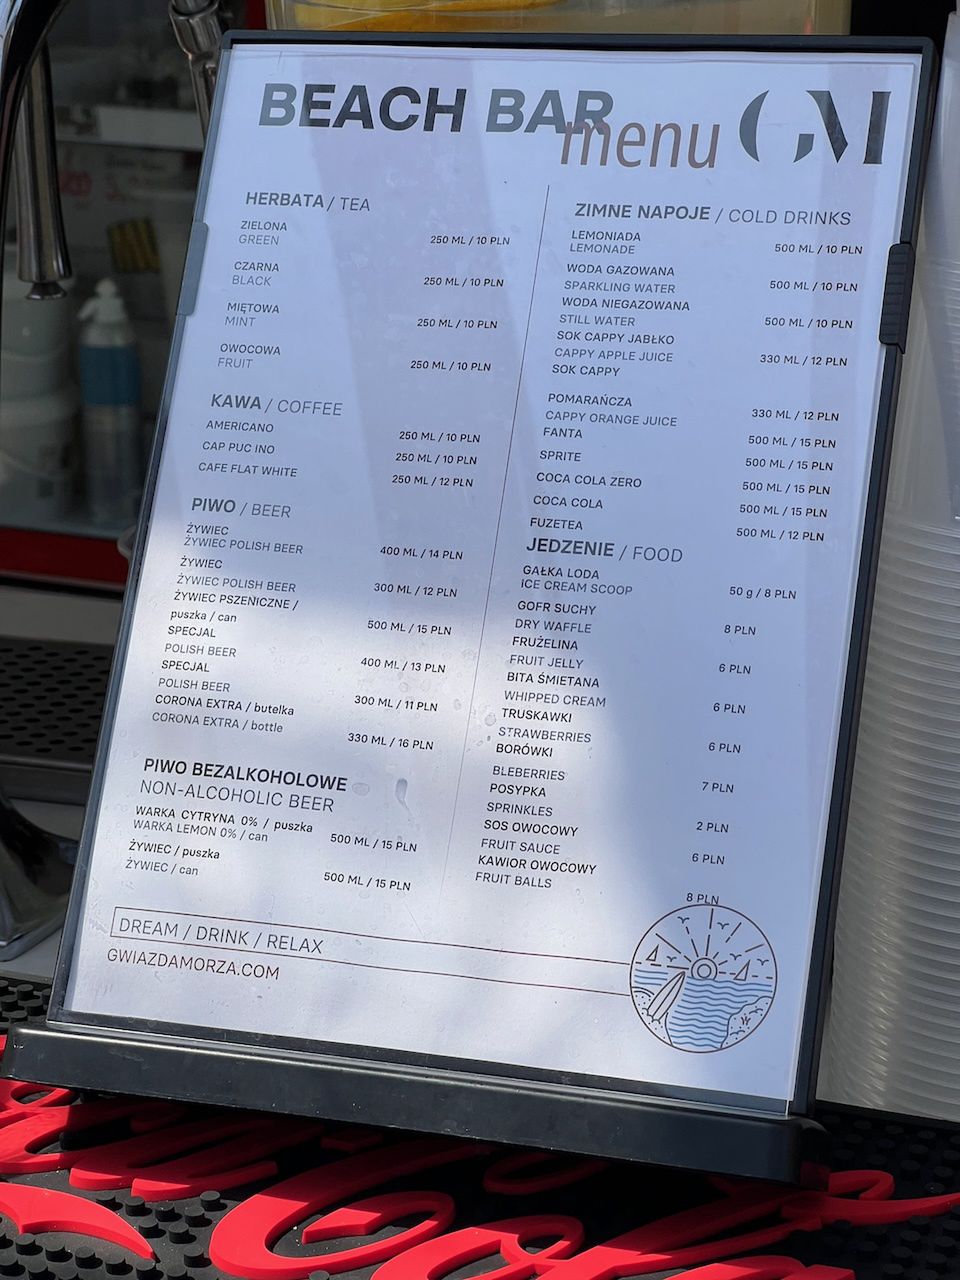 BEACH BAR
menu
GM
HERBATA / TEA
ZIELONA
GREEN 250 ML / 10 PLN
CZARNA
BLACK 250 ML / 10 PLN
MIĘTOWA
MINT 250 ML / 10 PLN
OWOCOWA
FRUIT 250 ML / 10 PLN
KAWA / COFFEE
AMERICANO 250 ML / 10 PLN
CAP PUC INO 250 ML / 10 PLN
CAFE FLAT WHITE 250 ML / 12 PLN
PIWO / BEER
ŻYWIEC
ŻYWIEC POLISH BEER 400 ML / 14 PLN
ŻYWIEC
ŻYWIEC POLISH BEER 300 ML / 12 PLN
ŻYWIEC PSZENICZNE /
puszka / can 500 ML / 15 PLN
SPECJAL
POLISH BEER 400 ML / 13 PLN
SPECJAL
POLISH BEER 300 ML / 11 PLN
CORONA EXTRA / butelka
CORONA EXTRA / bottle 330 ML / 16 PLN
PIWO BEZALKOHOLOWE
NON-ALCOHOLIC BEER
WARKA CYTRYNA 0% / puszka
WARKA LEMON 0% / can 500 ML / 15 PLN
ŻYWIEC / puszka
ŻYWIEC / can 500 ML / 15 PLN
ZIMNE NAPOJE / COLD DRINKS
LEMONIADA
LEMONADE 500 ML / 10 PLN
WODA GAZOWANA
SPARKLING WATER 500 ML / 10 PLN
WODA NIEGAZOWANA
STILL WATER 500 ML / 10 PLN
SOK CAPPY JABŁKO
CAPPY APPLE JUICE 330 ML / 12 PLN
SOK CAPPY
POMARAŃCZA
CAPPY ORANGE JUICE 330 ML / 12 PLN
FANTA 500 ML / 15 PLN
SPRITE 500 ML / 15 PLN
COCA COLA ZERO 500 ML / 15 PLN
COCA COLA 500 ML / 15 PLN
FUZETEA 500 ML / 12 PLN
JEDZENIE / FOOD
GAŁKA LODA
ICE CREAM SCOOP 50 g / 8 PLN
GOFR SUCHY
DRY WAFFLE 8 PLN
FRUŻELINA
FRUIT JELLY 6 PLN
BITA ŚMIETANA
WHIPPED CREAM 6 PLN
TRUSKAWKI
STRAWBERRIES 6 PLN
BORÓWKI
BLEBERRIES 7 PLN
POSYPKA
SPRINKLES 2 PLN
SOS OWOCOWY
FRUIT SAUCE 6 PLN
KAWIOR OWOCOWY
FRUIT BALLS 8 PLN
DREAM / DRINK / RELAX
GWIAZDAMORZA.COM